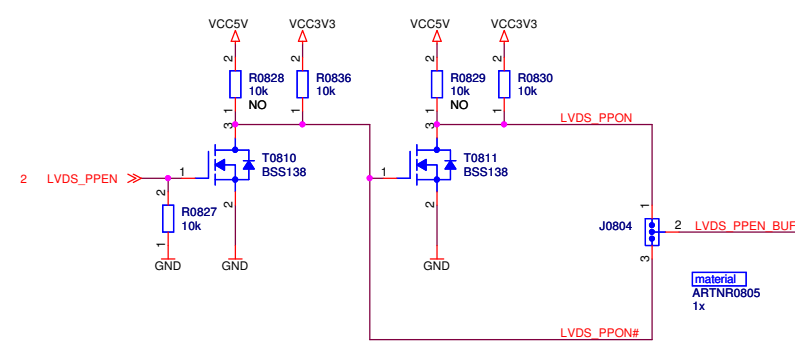 VCC5V
VCC3V3
VCC5V
VCC3V3
2
R0828
10k
NO
1
3
2
R0836
10k
1
2
R0829
10k
NO
1
3
2
R0830
10k
1
LVDS_PPON
T0810
BSS138
T0811
BSS138
2
LVDS_PPEN
1
1
2
R0827
10k
1
2
2
GND
GND
GND
1
J0804
2
LVDS_PPEN_BUF
3
material
ARTNR0805
1x
LVDS_PPON#